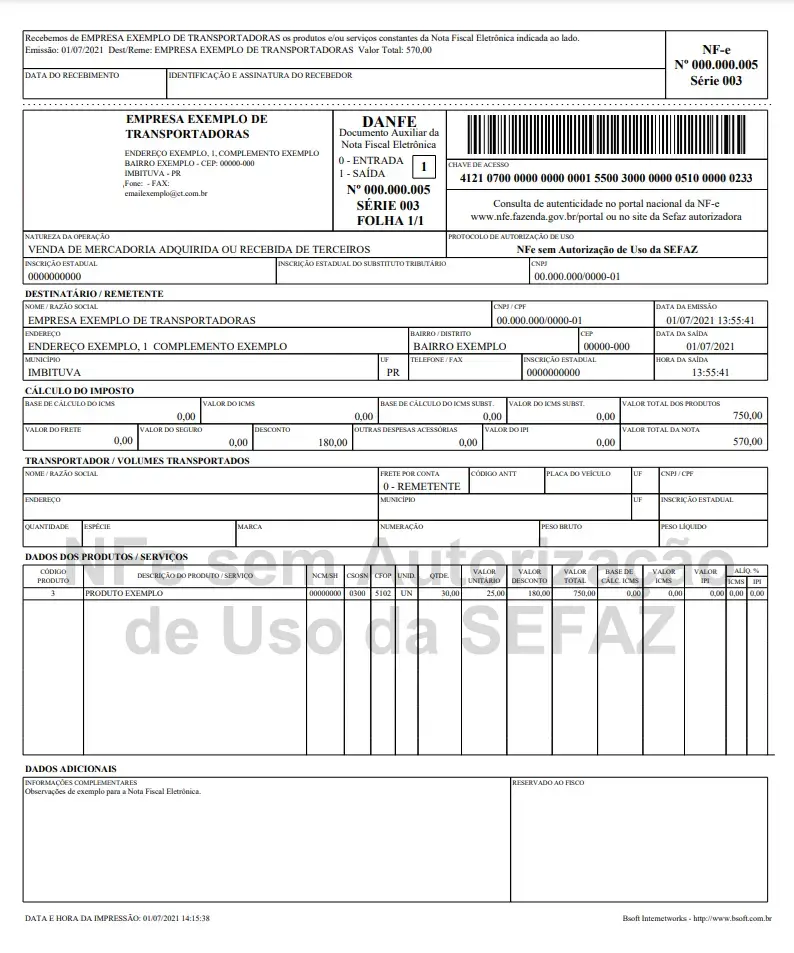 Recebemos de EMPRESA EXEMPLO DE TRANSPORTADORAS os produtos e/ou serviços constantes da Nota Fiscal Eletrônica indicada ao lado.
Emissão: 01/07/2021 Dest/Reme: EMPRESA EXEMPLO DE TRANSPORTADORAS Valor Total: 570,00
NF-e
Nº 000.000.005
Série 003
DATA DO RECEBIMENTO IDENTIFICAÇÃO E ASSINATURA DO RECEBEDOR
EMPRESA EXEMPLO DE
TRANSPORTADORAS
ENDEREÇO EXEMPLO, 1, COMPLEMENTO EXEMPLO
BAIRRO EXEMPLO - CEP: 00000-000
IMBITUVA - PR
,Fone: - FAX:
emailexemplo@ct.com.br
DANFE
Documento Auxiliar da
Nota Fiscal Eletrônica
0 - ENTRADA
1 - SAÍDA
1
Nº 000.000.005
SÉRIE 003
FOLHA 1/1
CHAVE DE ACESSO
4121 0700 0000 0000 0001 5500 3000 0000 0510 0000 0233
Consulta de autenticidade no portal nacional da NF-e
www.nfe.fazenda.gov.br/portal ou no site da Sefaz autorizadora
NATUREZA DA OPERAÇÃO PROTOCOLO DE AUTORIZAÇÃO DE USO
VENDA DE MERCADORIA ADQUIRIDA OU RECEBIDA DE TERCEIROS NFe sem Autorização de Uso da SEFAZ
INSCRIÇÃO ESTADUAL INSCRIÇÃO ESTADUAL DO SUBSTITUTO TRIBUTÁRIO CNPJ
0000000000 00.000.000/0000-01
DESTINATÁRIO / REMETENTE
NOME / RAZÃO SOCIAL CNPJ / CPF DATA DA EMISSÃO
EMPRESA EXEMPLO DE TRANSPORTADORAS 00.000.000/0000-01 01/07/2021 13:55:41
ENDEREÇO BAIRRO / DISTRITO CEP DATA DA SAÍDA
ENDEREÇO EXEMPLO, 1 COMPLEMENTO EXEMPLO BAIRRO EXEMPLO 00000-000 01/07/2021
MUNICÍPIO UF TELEFONE / FAX INSCRIÇÃO ESTADUAL HORA DA SAÍDA
IMBITUVA PR 0000000000 13:55:41
CÁLCULO DO IMPOSTO
BASE DE CÁLCULO DO ICMS VALOR DO ICMS BASE DE CÁLCULO DO ICMS SUBST. VALOR DO ICMS SUBST. VALOR TOTAL DOS PRODUTOS
0,00 0,00 0,00 0,00 750,00
VALOR DO FRETE VALOR DO SEGURO DESCONTO OUTRAS DESPESAS ACESSÓRIAS VALOR DO IPI VALOR TOTAL DA NOTA
0,00 0,00 180,00 0,00 0,00 570,00
TRANSPORTADOR / VOLUMES TRANSPORTADOS
NOME / RAZÃO SOCIAL FRETE POR CONTA CÓDIGO ANTT PLACA DO VEÍCULO UF CNPJ / CPF
0 - REMETENTE
ENDEREÇO MUNICÍPIO UF INSCRIÇÃO ESTADUAL
QUANTIDADE ESPÉCIE MARCA NUMERAÇÃO PESO BRUTO PESO LÍQUIDO
DADOS DOS PRODUTOS / SERVIÇOS
CÓDIGO PRODUTO DESCRIÇÃO DO PRODUTO / SERVIÇO NCM/SH CSOSN CFOP UNID. QTDE. VALOR UNITÁRIO VALOR DESCONTO VALOR TOTAL BASE DE CÁLC. ICMS VALOR ICMS VALOR IPI ALÍQ. % ICMS IPI
3 PRODUTO EXEMPLO 00000000 0300 5102 UN 30,00 25,00 180,00 750,00 0,00 0,00 0,00 0,00 0,00
NFe sem Autorização
de Uso da SEFAZ
DADOS ADICIONAIS
INFORMAÇÕES COMPLEMENTARES RESERVADO AO FISCO
Observações de exemplo para a Nota Fiscal Eletrônica.
DATA E HORA DA IMPRESSÃO: 01/07/2021 14:15:38 Bsoft Internetworks - http://www.bsoft.com.br